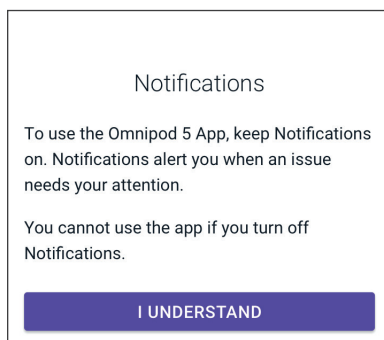 Notifications
To use the Omnipod 5 App, keep Notifications
on. Notifications alert you when an issue
needs your attention.
You cannot use the app if you turn off
Notifications.
I UNDERSTAND